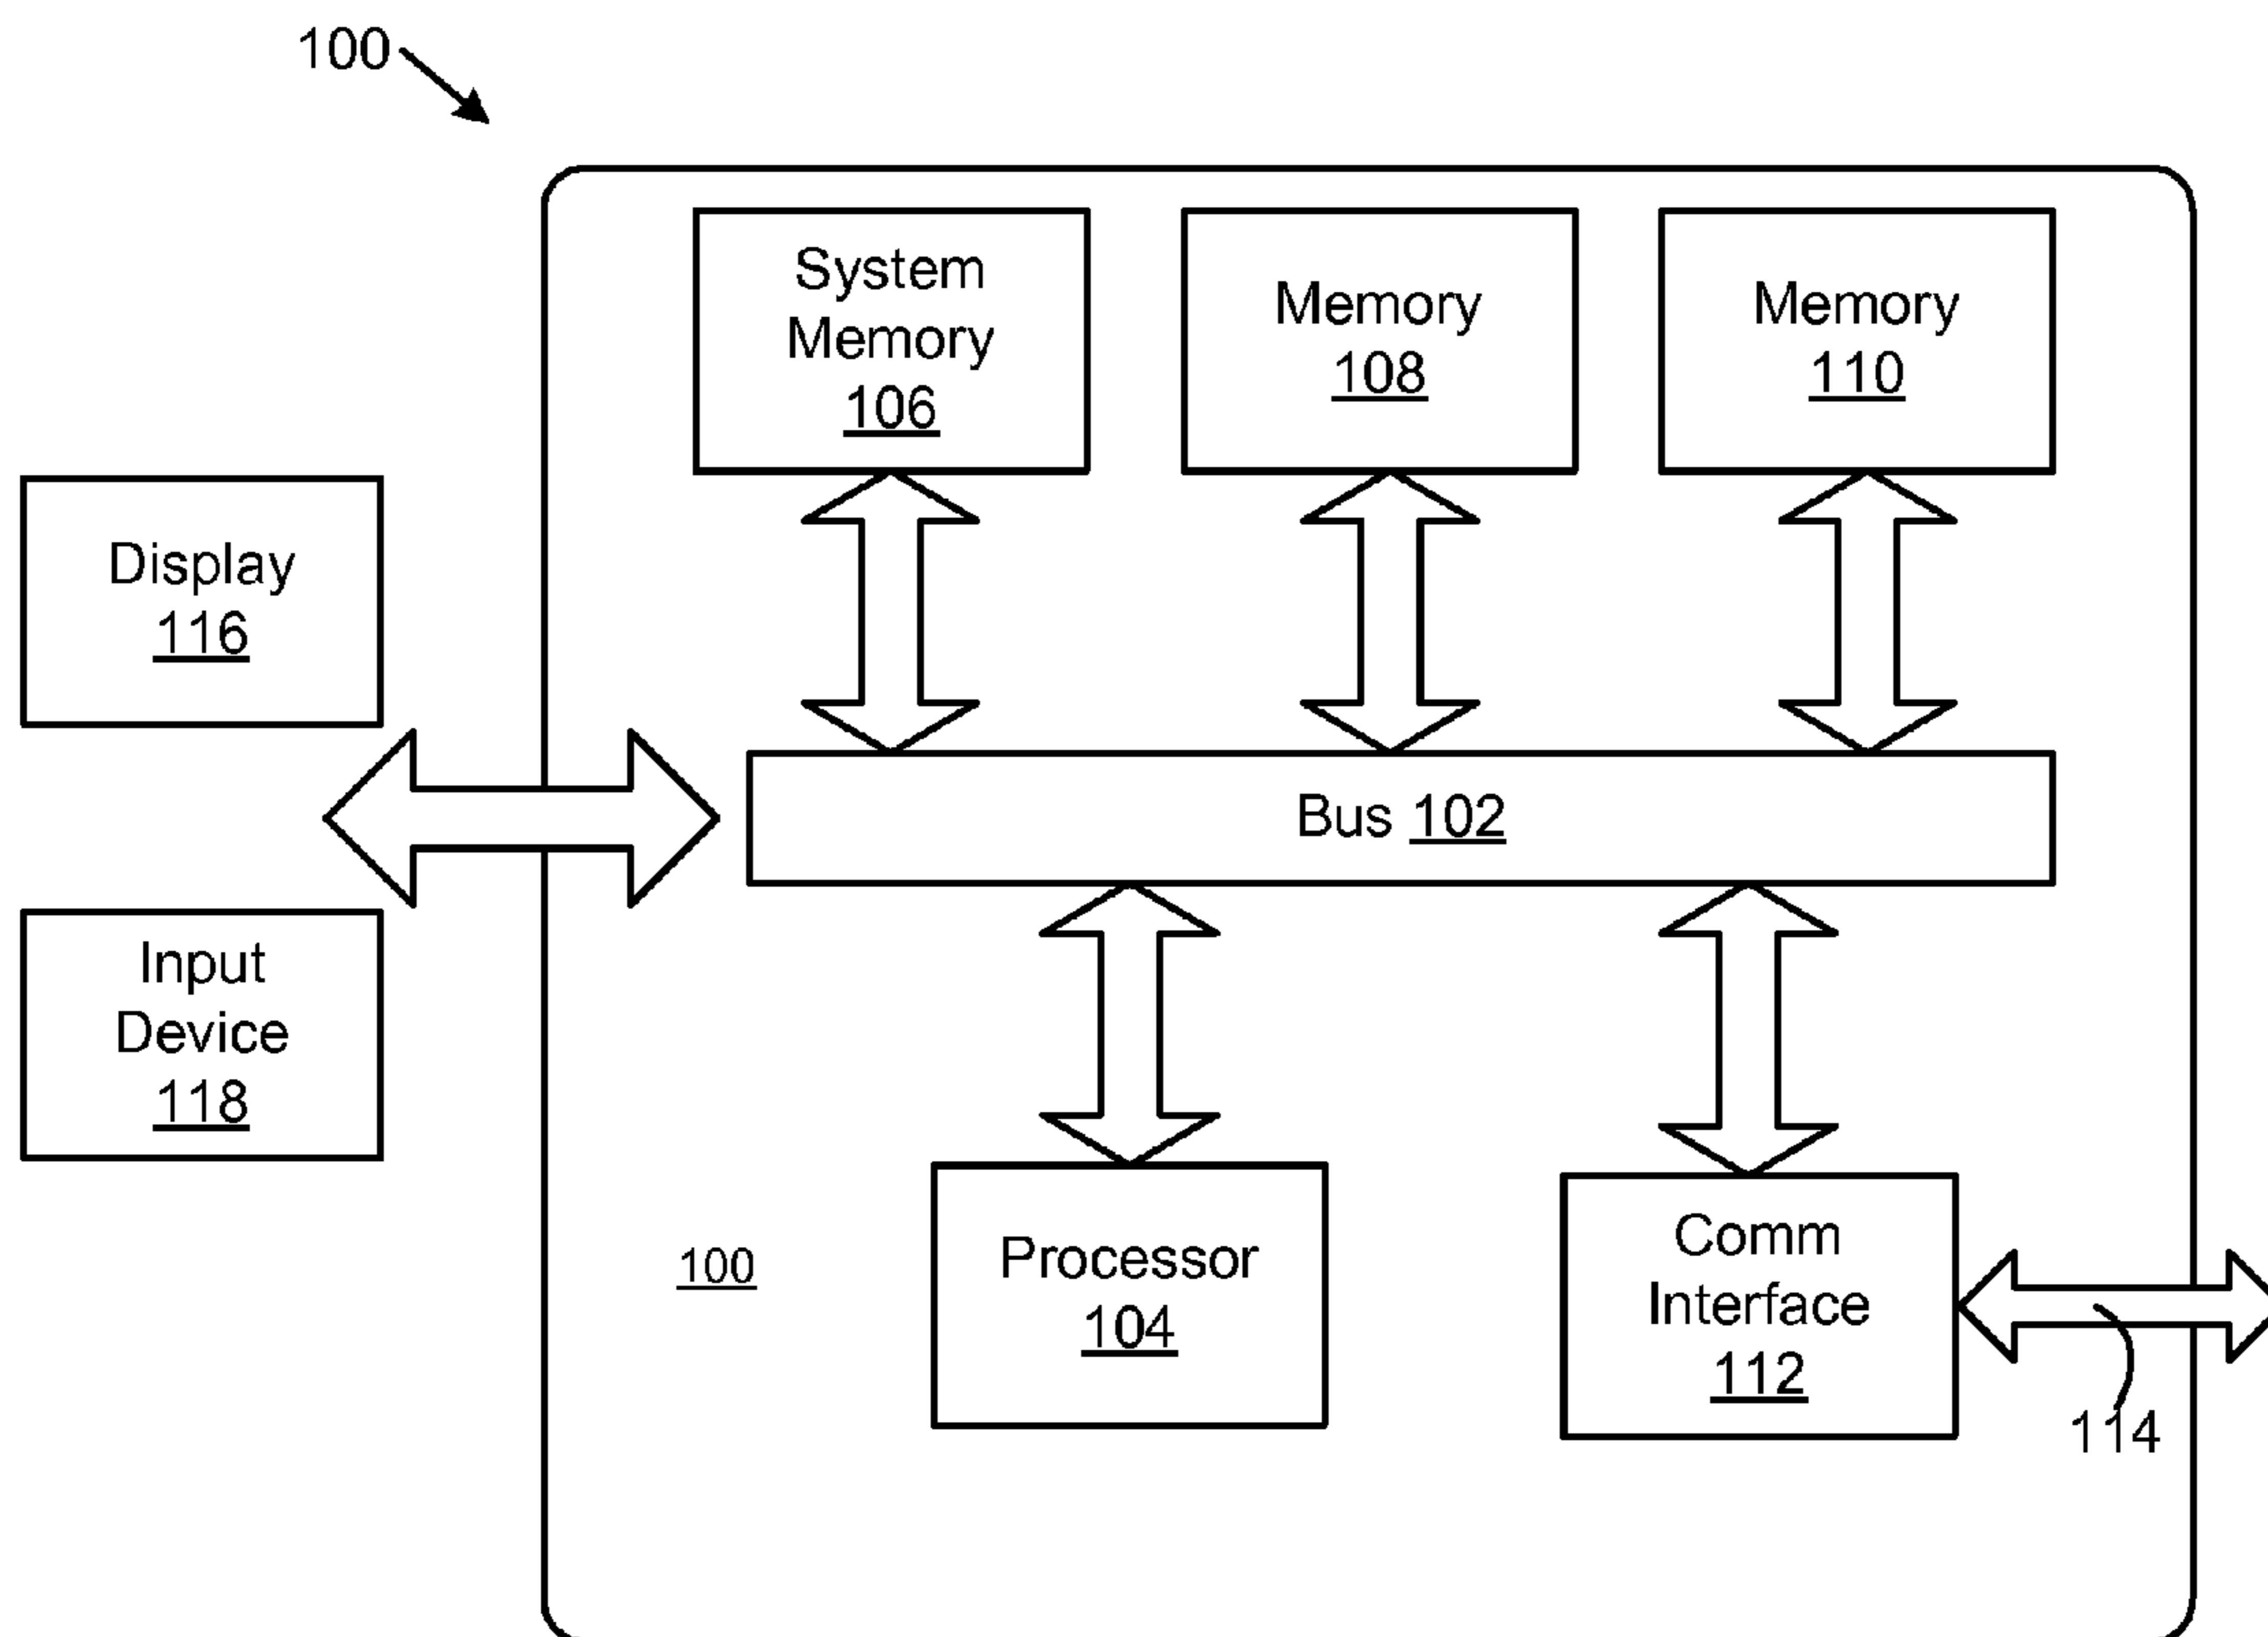 100
System
Memory
106
Memory
108
Memory
110
Display
116
Bus 102
Input
Device
118
Processor
104
Comm
Interface
112
100
114